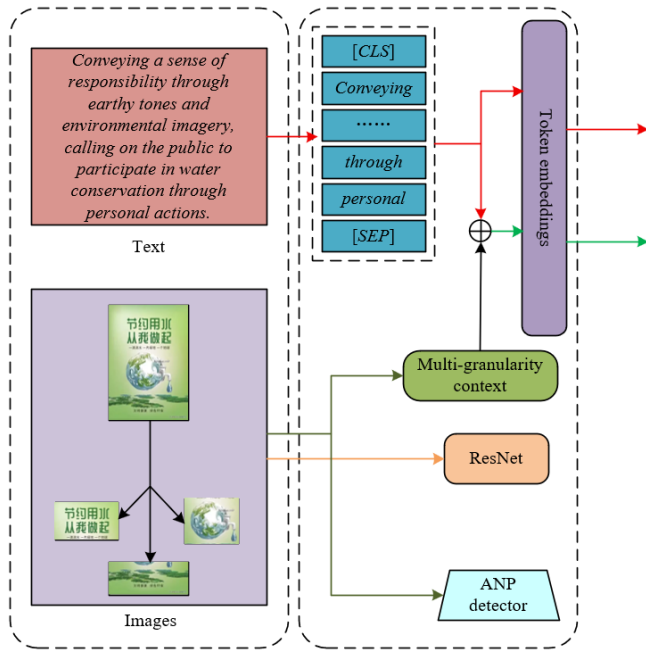 Conveying a sense of
responsibility through
earthy tones and
environmental imagery,
calling on the public to
participate in water
conservation through
personal actions.
Text
[CLS]
Conveying
……
through
personal
[SEP]
Token embeddings
节约用水
从我做起
Multi-granularity
context
ResNet
节约用水
从我做起
ANP
detector
Images